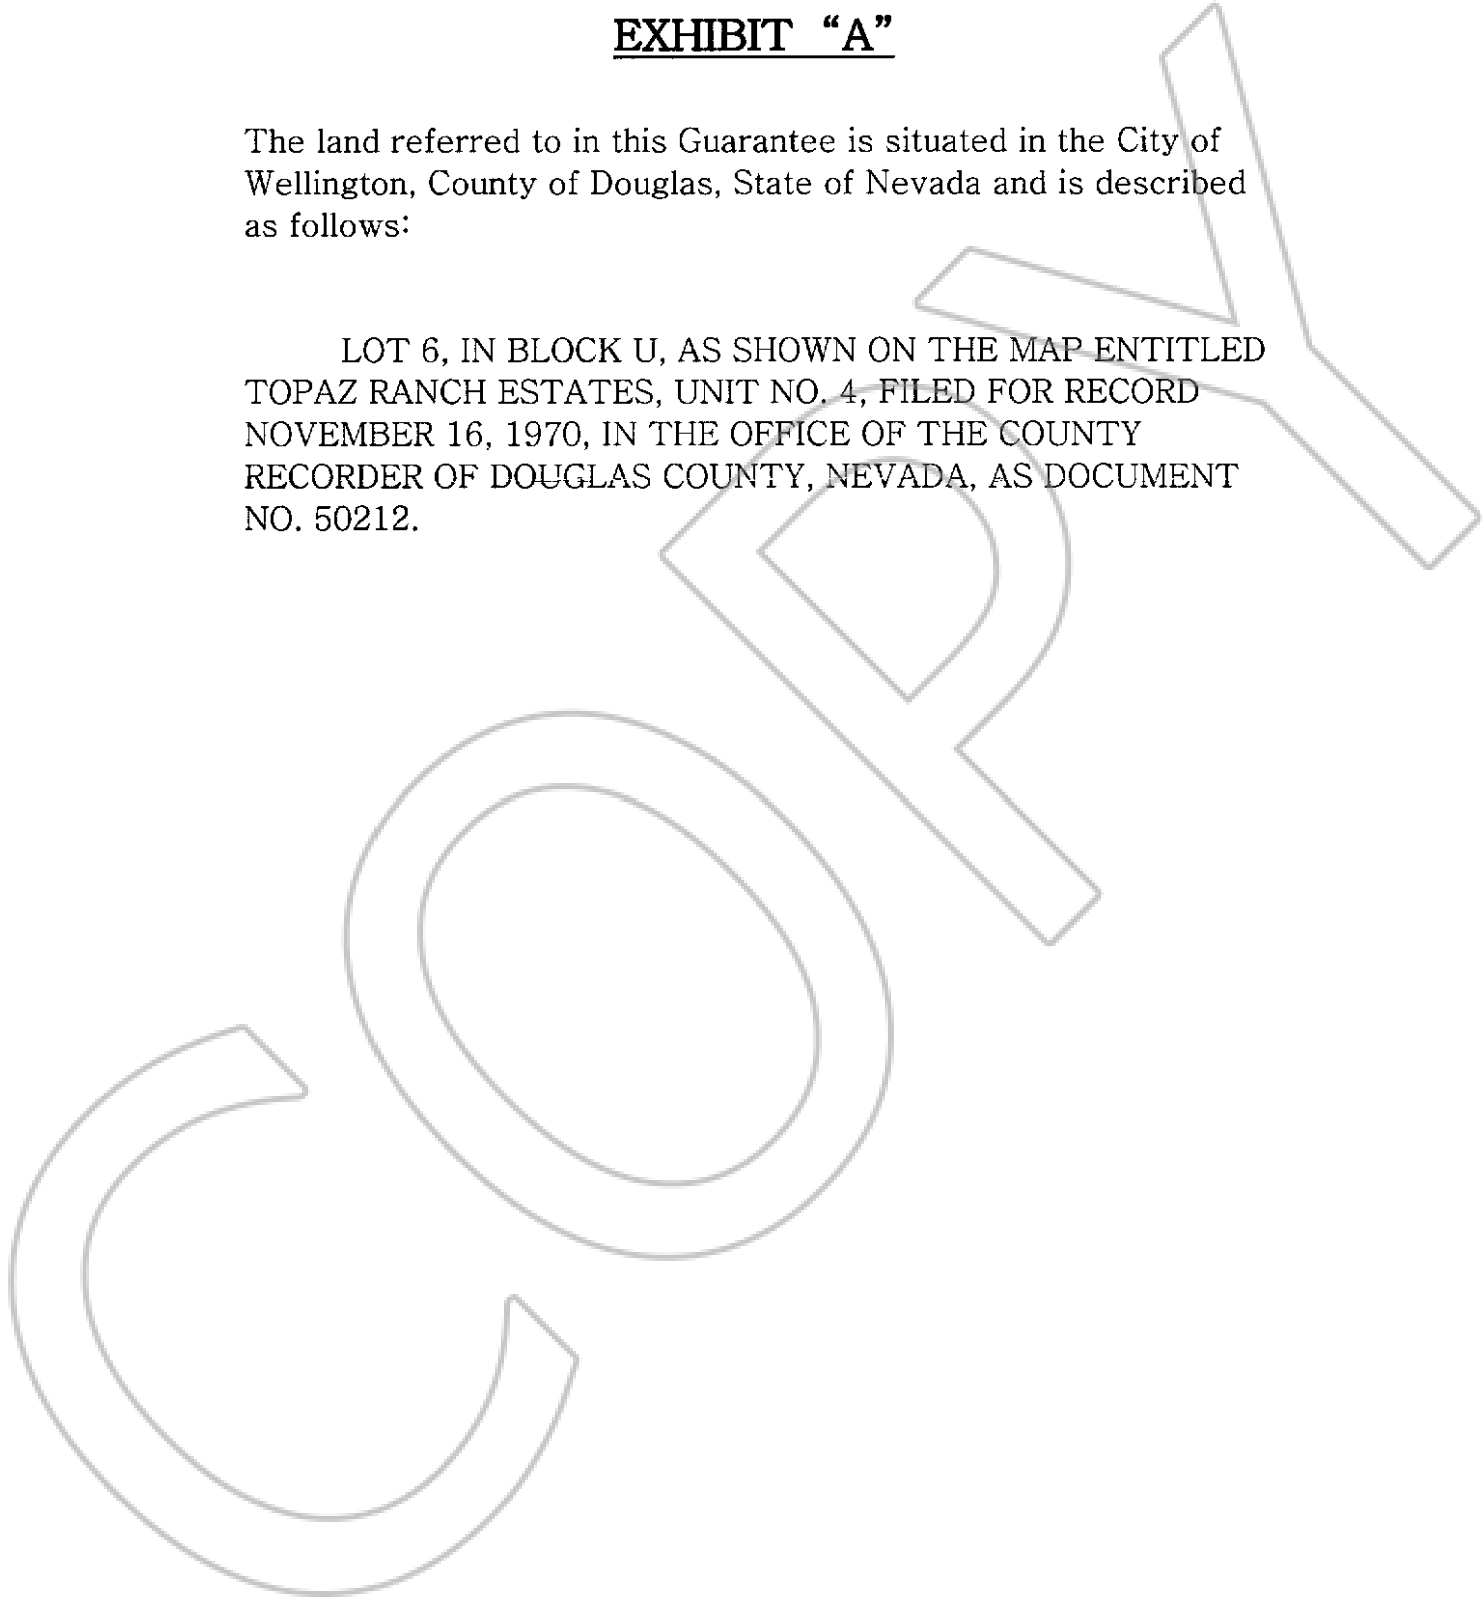 EXHIBIT “A”
The land referred to in this Guarantee is situated in the City of
Wellington, County of Douglas, State of Nevada and is described
as follows:
LOT 6, IN BLOCK U, AS SHOWN ON THE MAP ENTITLED
TOPAZ RANCH ESTATES, UNIT NO. 4, FILED FOR RECORD
NOVEMBER 16, 1970, IN THE OFFICE OF THE COUNTY
RECORDER OF DOUGLAS COUNTY, NEVADA, AS DOCUMENT
NO. 50212.
COPY